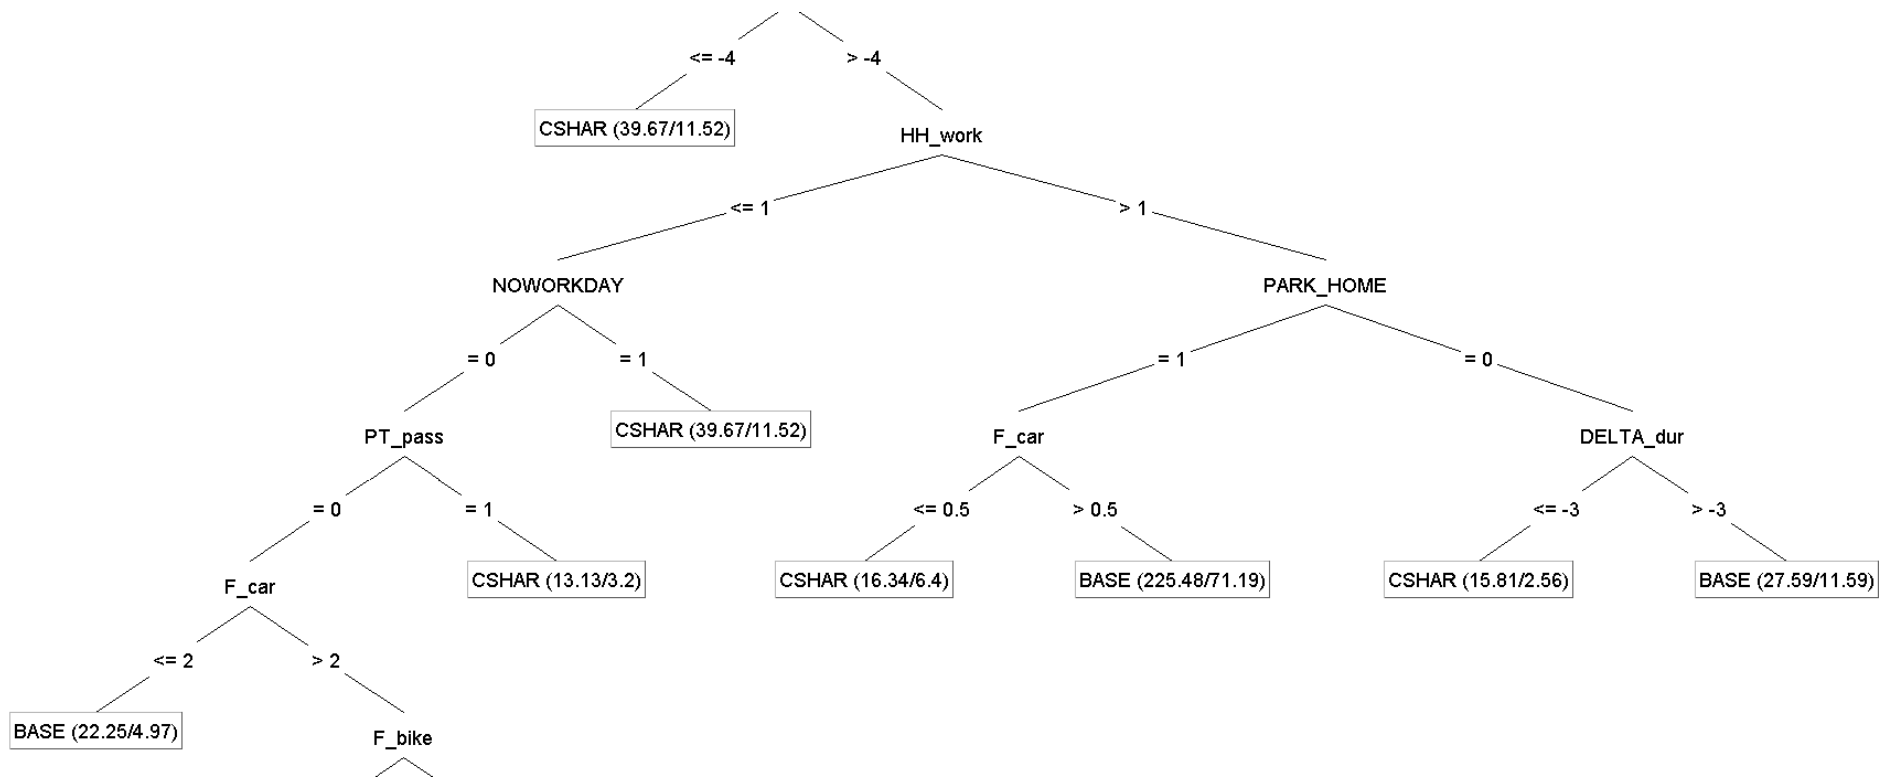 <= -4
> -4
CSHAR (39.67/11.52)
HH_work
<= 1
> 1
NOWORKDAY
PARK_HOME
= 0
= 1
= 1
= 0
CSHAR (39.67/11.52)
PT_pass
F_car
DELTA_dur
= 0
= 1
<= 0.5
> 0.5
<= -3
> -3
CSHAR (13.13/3.2)
CSHAR (16.34/6.4)
BASE (225.48/71.19)
CSHAR (15.81/2.56)
BASE (27.59/11.59)
F_car
<= 2
> 2
BASE (22.25/4.97)
F_bike